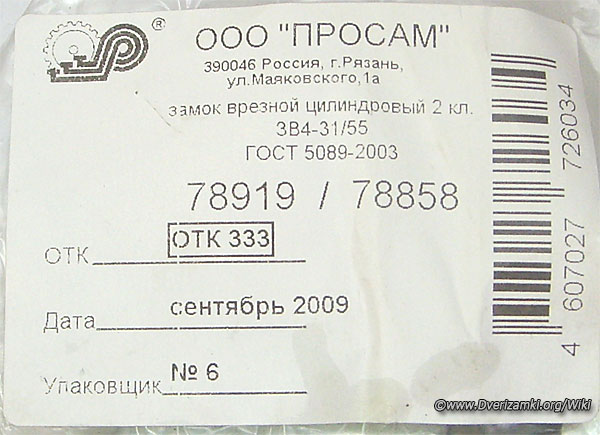 ®
ООО "ПРОСАМ"
390046 Россия, г.Рязань,
ул.Маяковского,1а
замок врезной цилиндровый 2 кл.
ЗВ4-31/55
ГОСТ 5089-2003
78919 / 78858
ОТК ОТК 333
Дата сентябрь 2009
Упаковщик № 6
4 607027 726034
©www.Dverizamki.org/Wiki